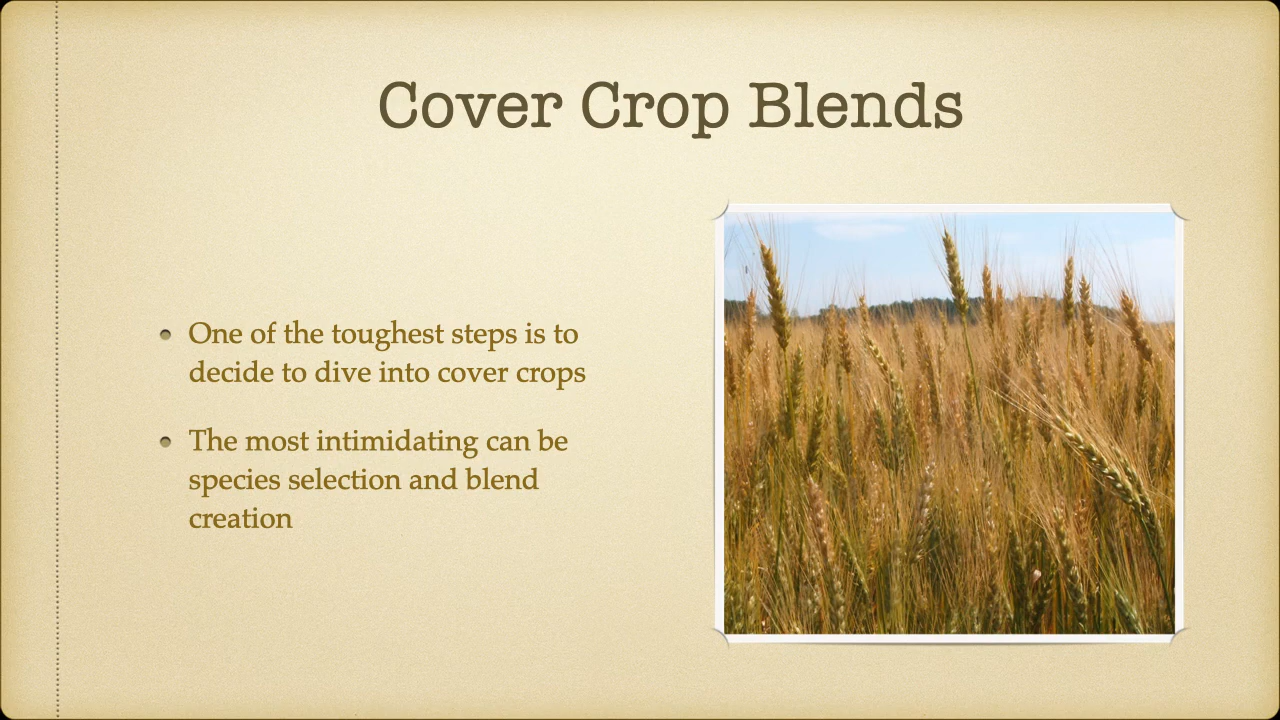 Cover Crop Blends
One of the toughest steps is to
decide to dive into cover crops
The most intimidating can be
species selection and blend
creation